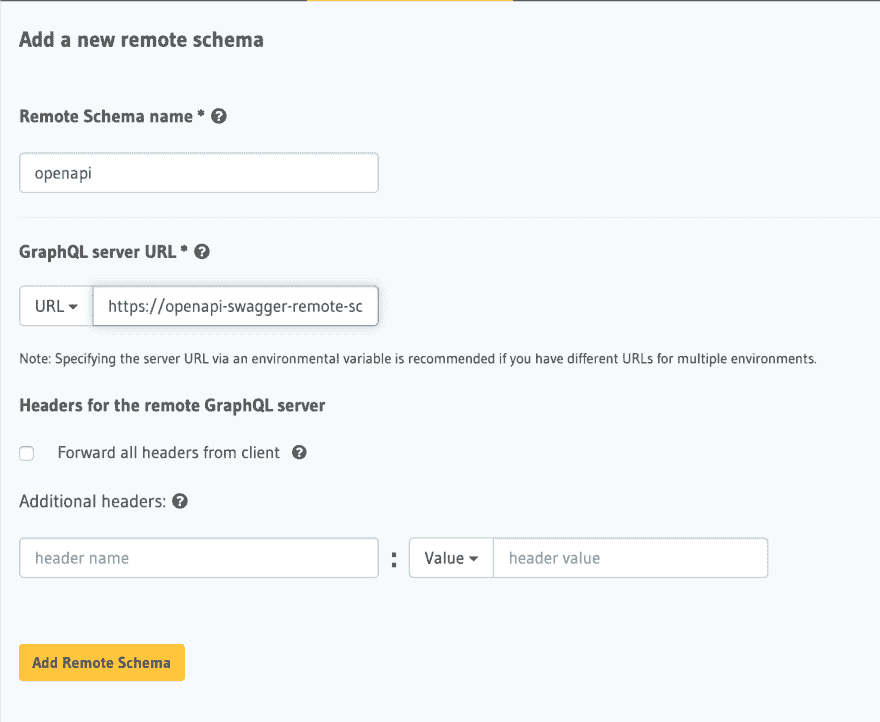 Add a new remote schema
Remote Schema name *
openapi
GraphQL server URL *
URL https://openapi-swagger-remote-sc
Note: Specifying the server URL via an environmental variable is recommended if you have different URLs for multiple environments.
Headers for the remote GraphQL server
Forward all headers from client
Additional headers:
header name : Value header value
Add Remote Schema